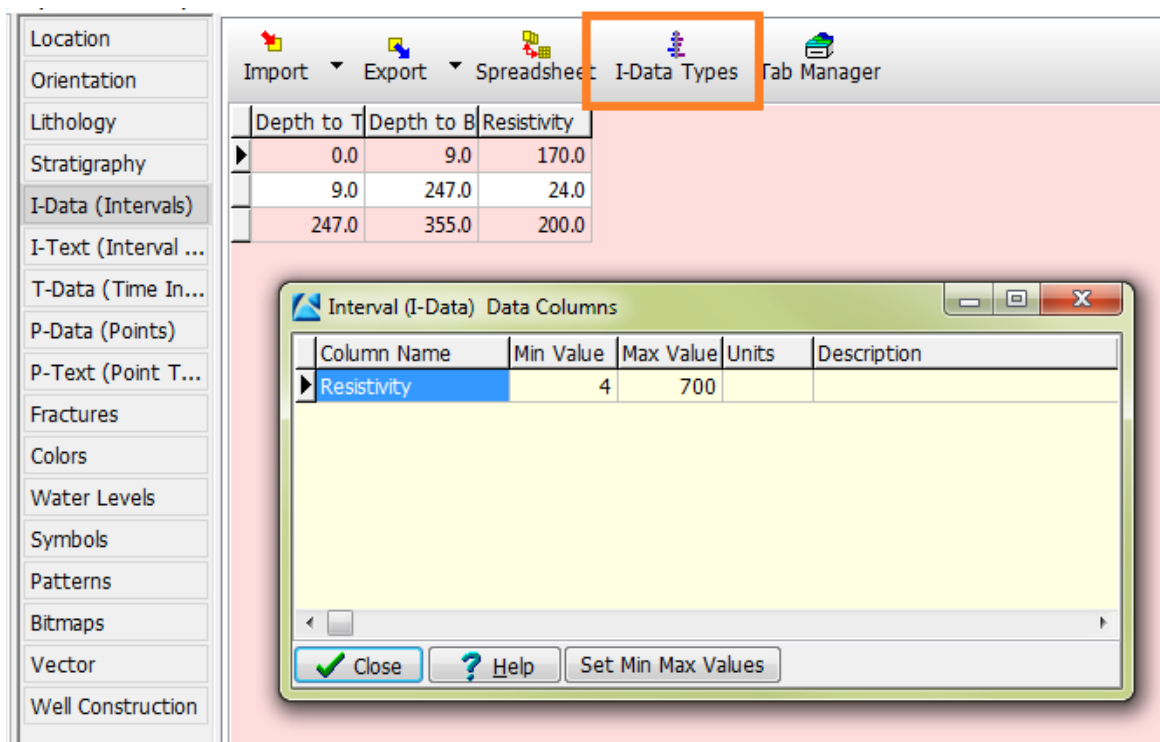 Location
Orientation
Lithology
Stratigraphy
I-Data (Intervals)
I-Text (Interval ...
T-Data (Time In...
P-Data (Points)
P-Text (Point T...
Fractures
Colors
Water Levels
Symbols
Patterns
Bitmaps
Vector
Well Construction
Import Export Spreadsheet I-Data Types Tab Manager
Depth to T Depth to B Resistivity
0.0 9.0 170.0
9.0 247.0 24.0
247.0 355.0 200.0
Interval (I-Data) Data Columns
Column Name Min Value Max Value Units Description
Resistivity 4 700
Close ? Help Set Min Max Values